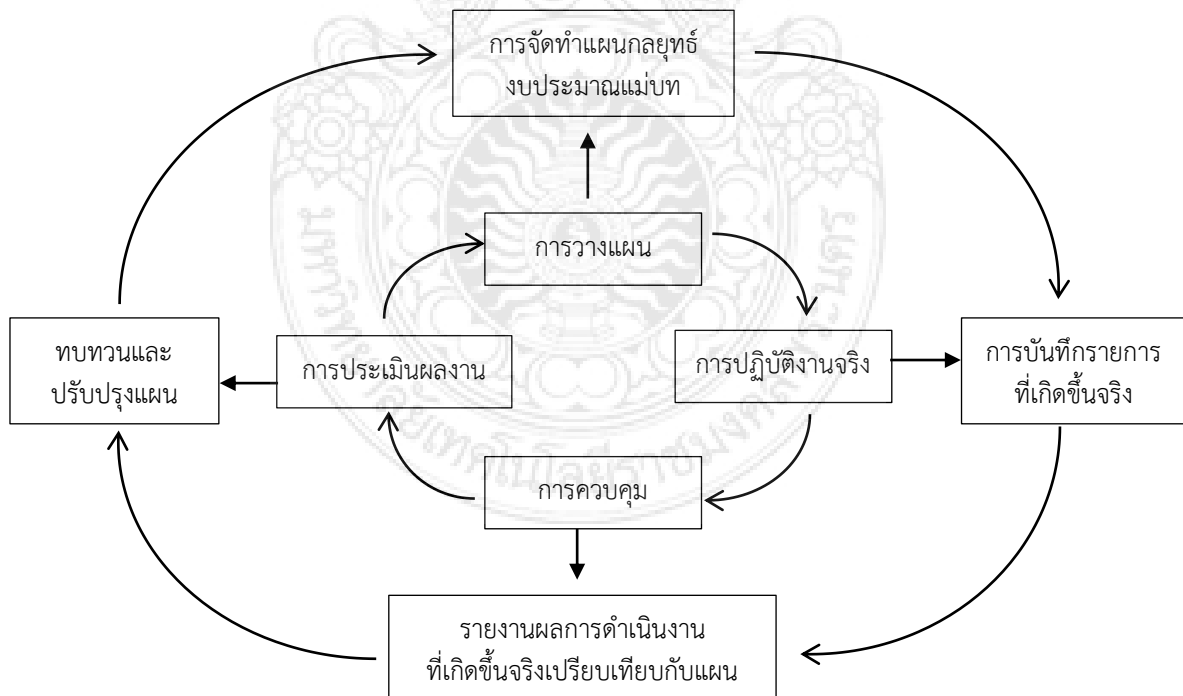 การจัดทำแผนกลยุทธ์
งบประมาณแม่บท
การวางแผน
ทบทวนและ
ปรับปรุงแผน
การประเมินผลงาน
การปฏิบัติงานจริง
การบันทึกรายการ
ที่เกิดขึ้นจริง
การควบคุม
รายงานผลการดำเนินงาน
ที่เกิดขึ้นจริงเปรียบเทียบกับแผน